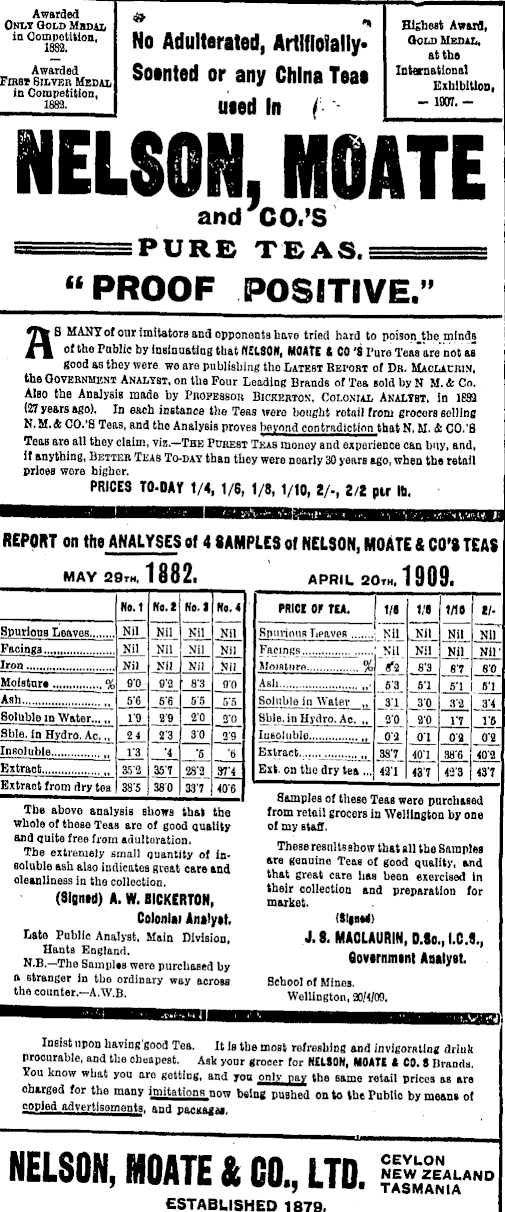 Awarded
ONLY GOLD MEDAL
in Competition,
1882.
—
Awarded
FIRST SILVER MEDAL
in Competition,
1882.
No Adulterated, Artificially-
Scented or any China Teas
used in
Highest Award,
GOLD MEDAL,
at the
International
Exhibition,
— 1907. —
NELSON, MOATE
and CO.'S
PURE TEAS.
"PROOF POSITIVE."
AS MANY of our imitators and opponents have tried hard to poison the minds
of the Public by insinuating that NELSON, MOATE & CO 'S Pure Teas are not as
good as they were, we are publishing the LATEST REPORT of DR. MACLAURIN,
the GOVERNMENT ANALYST, on the Four Leading Brands of Tea sold by N M. & Co.
Also the Analysis made by PROFESSOR BICKERTON, COLONIAL ANALYST, in 1882
(27 years ago). In each instance the Teas were bought retail from grocers selling
N. M. & CO.'S Teas, and the Analysis proves beyond contradiction that N. M. & CO.'S
Teas are all they claim, viz.—THE PUREST TEAS money and experience can buy, and,
if anything, BETTER TEAS TO-DAY than they were nearly 30 years ago, when the retail
prices were higher.
PRICES TO-DAY 1/4, 1/6, 1/8, 1/10, 2/-, 2/2 per lb.
REPORT on the ANALYSES of 4 SAMPLES of NELSON, MOATE & CO'S TEAS
MAY 29TH, 1882.
No. 1 No. 2 No. 3 No. 4
Spurious Leaves........ Nil Nil Nil Nil
Facings.................... Nil Nil Nil Nil
Iron ........................ Nil Nil Nil Nil
Moisture .............. % 9·0 9·2 8·3 9·0
Ash........................ „ 5·6 5·6 5·5 5·5
Soluble in Water... „ 1·9 2·9 2·0 2·0
Sble. in Hydro. Ac. „ 2 4 2·3 3·0 2·9
Insoluble................ „ 1·3 ·4 ·5 ·6
Extract.................. „ 35·2 35·7 28·2 37·4
Extract from dry tea 38·5 38·0 33·7 40·6
The above analysis shows that the
whole of these Teas are of good quality
and quite free from adulteration.
The extremely small quantity of in-
soluble ash also indicates great care and
cleanliness in the collection.
(Signed) A. W. BICKERTON,
Colonial Analyst.
Late Public Analyst, Main Division,
Hants England.
N.B.—The Samples were purchased by
a stranger in the ordinary way across
the counter.—A.W.B.
APRIL 20TH, 1909.
PRICE OF TEA. 1/6 1/8 1/10 2/-
Spurious Leaves ....... Nil Nil Nil Nil
Facings.................... Nil Nil Nil Nil
Moisture................ % 8·2 8·3 8·7 8·0
Ash........................ „ 5·3 5·1 5·1 5·1
Soluble in Water „ 3·1 3·0 3·2 3·4
Sble. in Hydro. Ac. „ 2·0 2·0 1·7 1·5
Insoluble................ „ 0·2 0·1 0·2 0·2
Extract.................. „ 38·7 40·1 38·6 40·2
Ext. on the dry tea ... 42·1 43·7 42·3 43·7
Samples of these Teas were purchased
from retail grocers in Wellington by one
of my staff.
These results show that all the Samples
are genuine Teas of good quality, and
that great care has been exercised in
their collection and preparation for
market.
(Signed)
J. S. MACLAURIN, D.Sc., I.C.S.,
Government Analyst.
School of Mines.
Wellington, 20/4/09.
Insist upon having good Tea. It is the most refreshing and invigorating drink
procurable, and the cheapest. Ask your grocer for NELSON, MOATE & CO. S Brands.
You know what you are getting, and you only pay the same retail prices as are
charged for the many imitations now being pushed on to the Public by means of
copied advertisements, and packages.
NELSON, MOATE & CO., LTD.
CEYLON
NEW ZEALAND
TASMANIA
ESTABLISHED 1879.